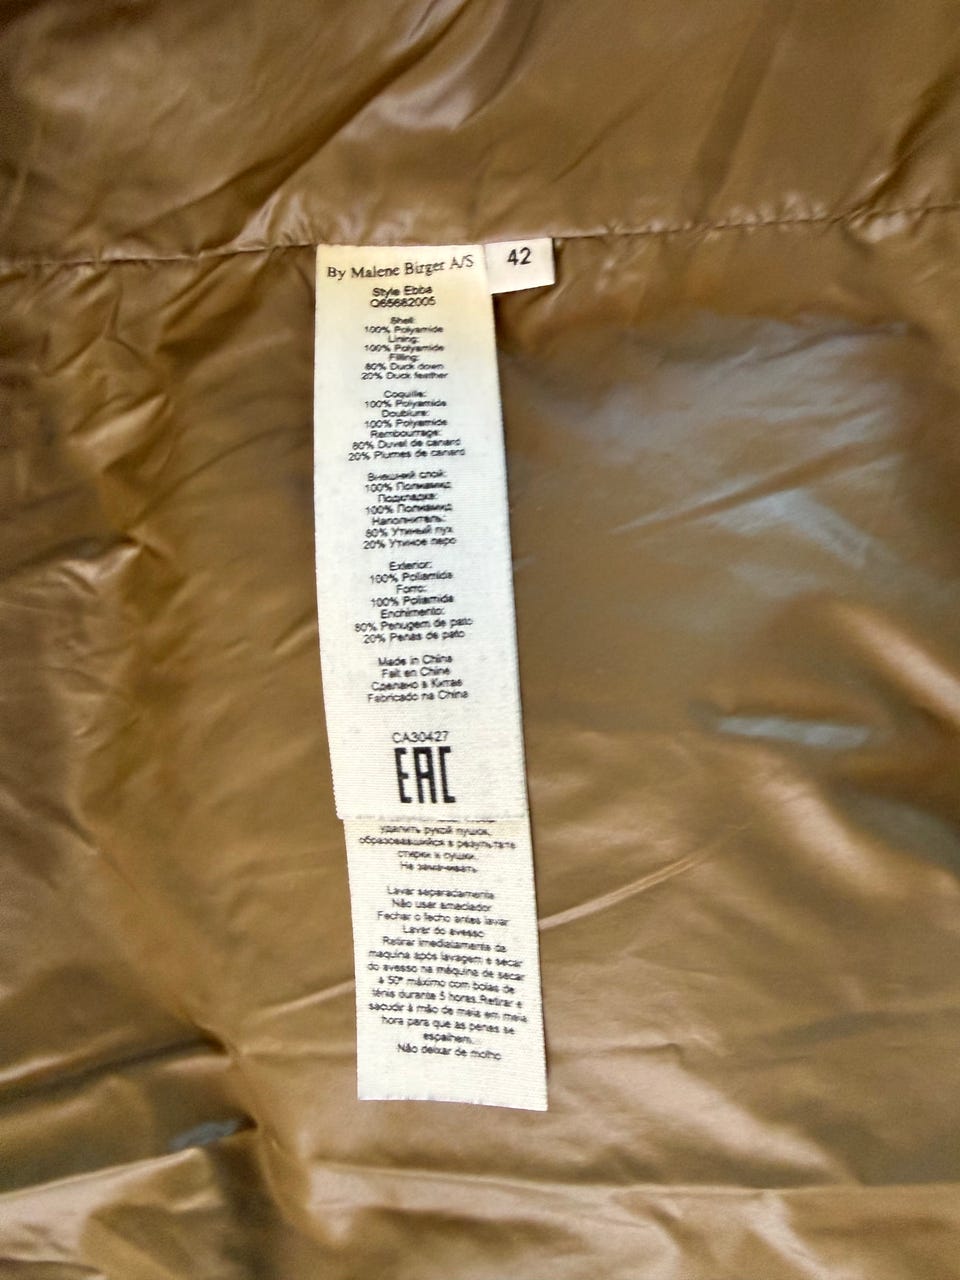 By Malene Birger A/S
42
Style Ebba
Q65682005
Shell:
100% Polyamide
Lining:
100% Polyamide
Filling:
80% Duck down
20% Duck feather
Coquille:
100% Polyamide
Doublure:
100% Polyamide
Rembourrage:
80% Duvet de canard
20% Plumes de canard
Внешний слой:
100% Полиамид
Подкладка:
100% Полиамид
Наполнитель:
80% Утиный пух
20% Утиное перо
Exterior:
100% Poliamida
Forro:
100% Poliamida
Enchimento:
80% Penugem de pato
20% Penas de pato
Made in China
Fait en Chine
Сделано в Китае
Fabricado na China
CA30427
EAC
удалить рукой пушок,
образовавшийся в результате
стирки и сушки.
Не замачивать.
Lavar separadamente
Não usar amaciador
Fechar o fecho antes lavar
Lavar do avesso
Retirar imediatamente da
maquina após lavagem e secar
do avesso na máquina de secar
à 50° máximo com bolas de
ténis durante 5 horas.Retirar e
sacudir à mão de meia em meia
hora para que as penas se
espalhem.
Não deixar de molho